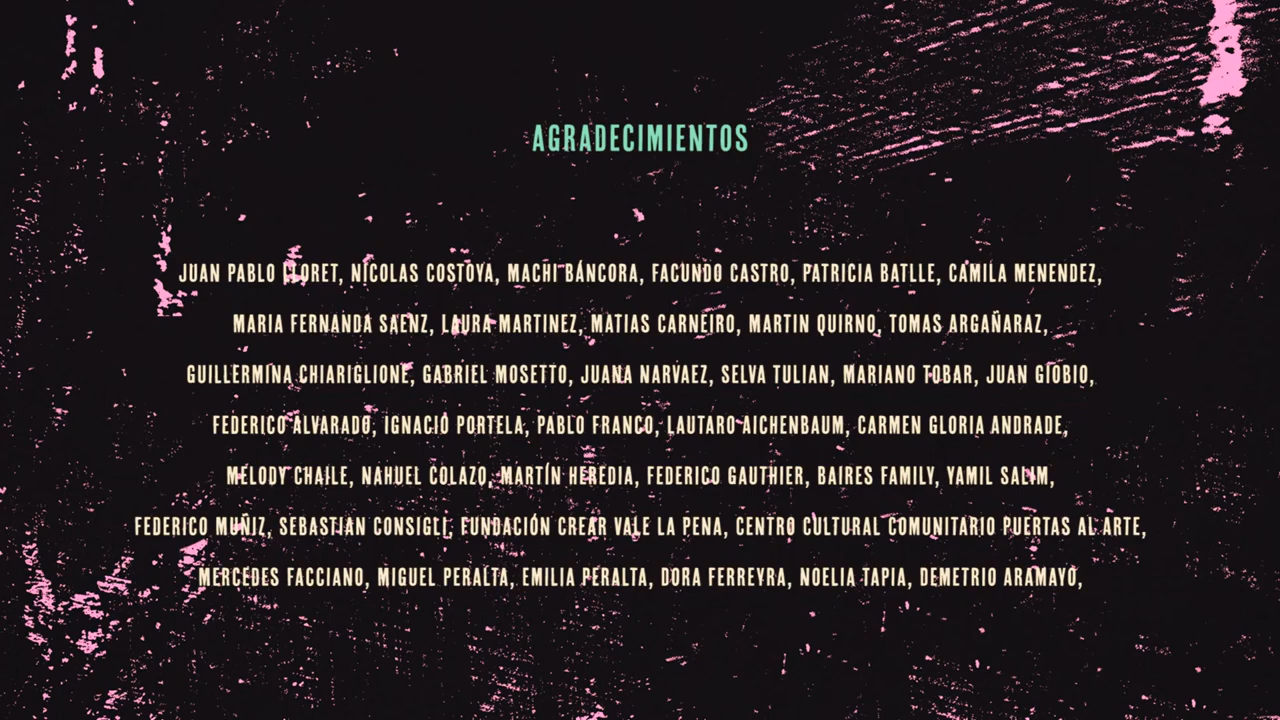 AGRADECIMIENTOS
JUAN PABLO LLORET, NICOLAS COSTOYA, MACHI BÁNCORA, FACUNDO CASTRO, PATRICIA BATLLE, CAMILA MENENDEZ,
MARIA FERNANDA SAENZ, LAURA MARTINEZ, MATIAS CARNEIRO, MARTIN QUIRNO, TOMAS ARGAÑARAZ,
GUILLERMINA CHIARIGLIONE, GABRIEL MOSETTO, JUANA NARVAEZ, SELVA TULIAN, MARIANO TOBAR, JUAN GIOBIO,
FEDERICO ALVARADO, IGNACIO PORTELA, PABLO FRANCO, LAUTARO AICHENBAUM, CARMEN GLORIA ANDRADE,
MELODY CHAILE, NAHUEL COLAZO, MARTÍN HEREDIA, FEDERICO GAUTHIER, BAIRES FAMILY, YAMIL SALIM,
FEDERICO MUÑIZ, SEBASTIAN CONSIGLI, FUNDACIÓN CREAR VALE LA PENA, CENTRO CULTURAL COMUNITARIO PUERTAS AL ARTE,
MERCEDES FACCIANO, MIGUEL PERALTA, EMILIA PERALTA, DORA FERREYRA, NOELIA TAPIA, DEMETRIO ARAMAYO,